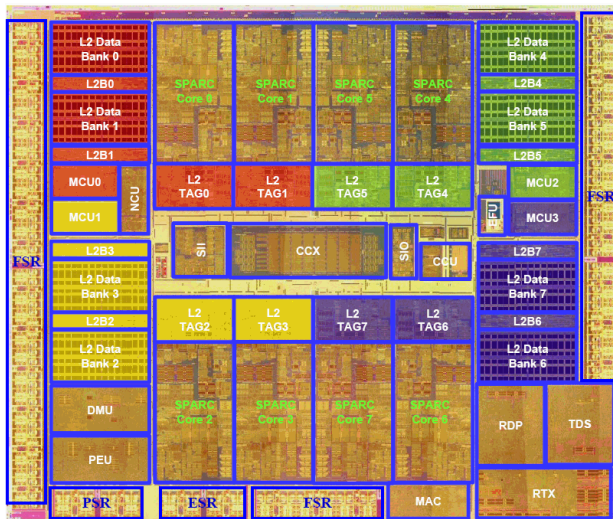 L2 Data
Bank 0
L2B0
L2 Data
Bank 1
L2B1
MCU0
MCU1
NCU
FSR
L2B3
L2 Data
Bank 3
L2B2
L2 Data
Bank 2
DMU
PEU
SPARC
Core 0
SPARC
Core 1
SPARC
Core 5
SPARC
Core 4
L2
TAG0
L2
TAG1
L2
TAG5
L2
TAG4
SII
CCX
SIO
CCU
L2
TAG2
L2
TAG3
L2
TAG7
L2
TAG6
SPARC
Core 2
SPARC
Core 3
SPARC
Core 7
SPARC
Core 6
L2 Data
Bank 4
L2B4
L2 Data
Bank 5
L2B5
MCU2
EFU
MCU3
FSR
L2B7
L2 Data
Bank 7
L2B6
L2 Data
Bank 6
RDP
TDS
RTX
PSR
ESR
FSR
MAC